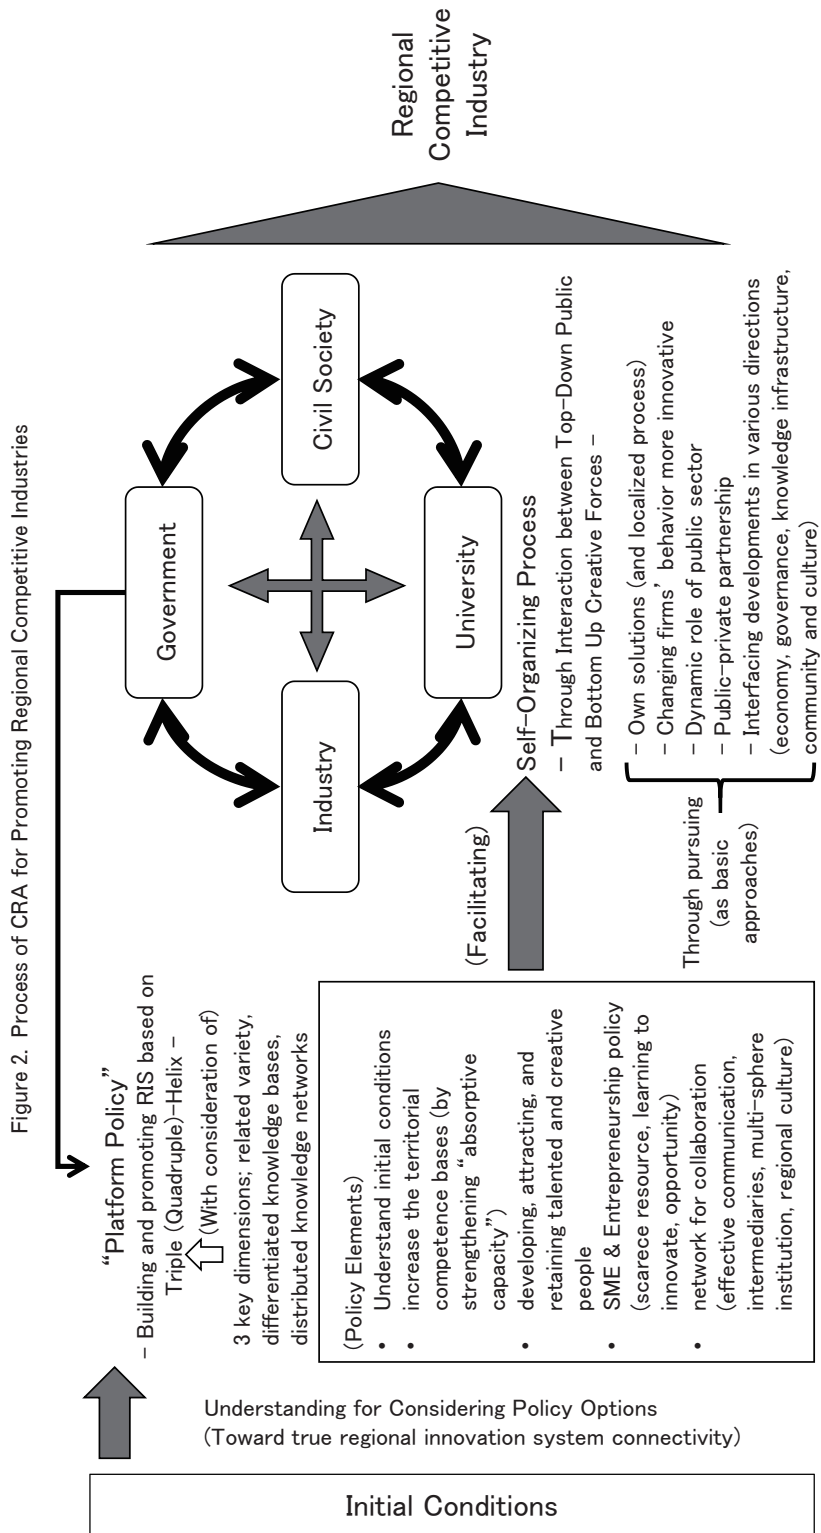 Figure 2. Process of CRA for Promoting Regional Competitive Industries
Initial Conditions
Understanding for Considering Policy Options
(Toward true regional innovation system connectivity)
“Platform Policy”
– Building and promoting RIS based on
Triple (Quadruple)–Helix –
(With consideration of)
3 key dimensions; related variety,
differentiated knowledge bases,
distributed knowledge networks
(Policy Elements)
• Understand initial conditions
• increase the territorial
competence bases (by
strengthening “absorptive
capacity”)
• developing, attracting, and
retaining talented and creative
people
• SME & Entrepreneurship policy
(scarece resource, learning to
innovate, opportunity)
• network for collaboration
(effective communication,
intermediaries, multi–sphere
institution, regional culture)
(Facilitating)
Government
Industry
Civil Society
University
Self–Organizing Process
– Through Interaction between Top–Down Public
and Bottom Up Creative Forces –
Through pursuing
(as basic
approaches)
– Own solutions (and localized process)
– Changing firms’ behavior more innovative
– Dynamic role of public sector
– Public–private partnership
– Interfacing developments in various directions
(economy, governance, knowledge infrastructure,
community and culture)
Regional
Competitive
Industry